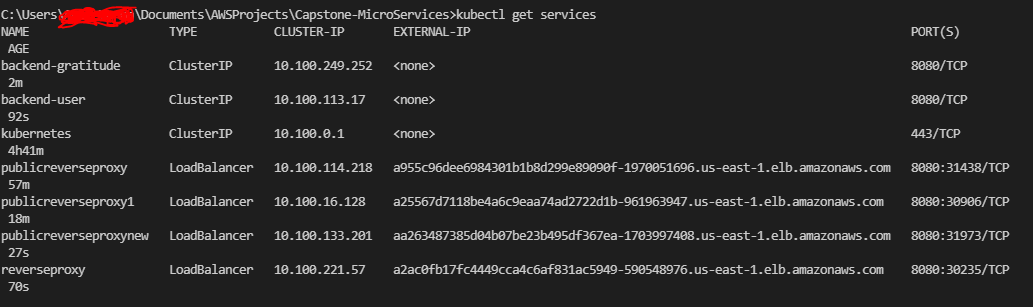 C:\Users\ \Documents\AWSProjects\Capstone-MicroServices>kubectl get services
NAME TYPE CLUSTER-IP EXTERNAL-IP PORT(S)
AGE
backend-gratitude ClusterIP 10.100.249.252 <none> 8080/TCP
2m
backend-user ClusterIP 10.100.113.17 <none> 8080/TCP
92s
kubernetes ClusterIP 10.100.0.1 <none> 443/TCP
4h41m
publicreverseproxy LoadBalancer 10.100.114.218 a955c96dee6984301b1b8d299e89090f-1970051696.us-east-1.elb.amazonaws.com 8080:31438/TCP
57m
publicreverseproxy1 LoadBalancer 10.100.16.128 a25567d7118be4a6c9eaa74ad2722d1b-961963947.us-east-1.elb.amazonaws.com 8080:30906/TCP
18m
publicreverseproxynew LoadBalancer 10.100.133.201 aa263487385d04b07be23b495df367ea-1703997408.us-east-1.elb.amazonaws.com 8080:31973/TCP
27s
reverseproxy LoadBalancer 10.100.221.57 a2ac0fb17fc4449cca4c6af831ac5949-590548976.us-east-1.elb.amazonaws.com 8080:30235/TCP
70s